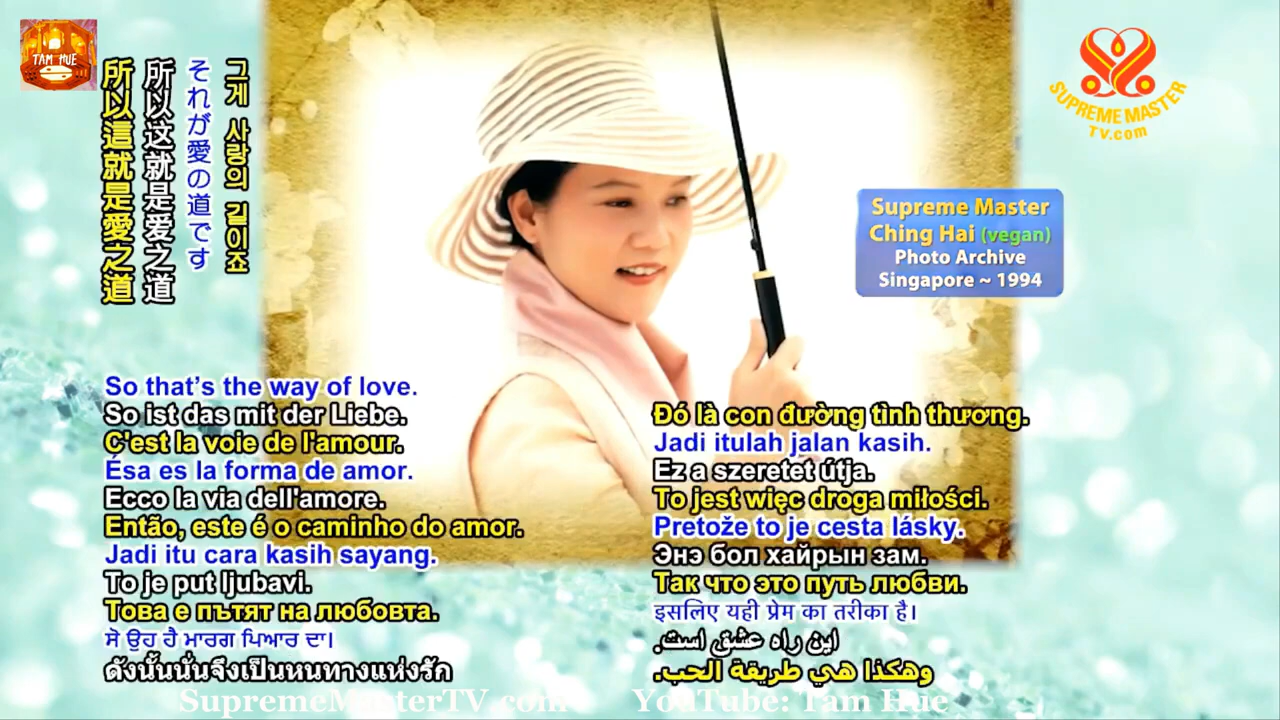 TAM HUE
所以這就是愛之道
所以这就是爱之道
それが愛の道です
그게 사랑의 길이죠
SUPREME MASTER
TV.com
Supreme Master
Ching Hai (vegan)
Photo Archive
Singapore ~ 1994
So that's the way of love.
So ist das mit der Liebe.
C'est la voie de l'amour.
Ésa es la forma de amor.
Ecco la via dell'amore.
Então, este é o caminho do amor.
Jadi itu cara kasih sayang.
To je put ljubavi.
Това е пътят на любовта.
ਸੋ ਉਹ ਹੈ ਮਾਰਗ ਪਿਆਰ ਦਾ।
ดังนั้นนั่นจึงเป็นหนทางแห่งรัก
Đó là con đường tình thương.
Jadi itulah jalan kasih.
Ez a szeretet útja.
To jest więc droga miłości.
Pretože to je cesta lásky.
Энэ бол хайрын зам.
Так что это путь любви.
इसलिए यही प्रेम का तरीका है।
این راه عشق است.
وهكذا هي طريقة الحب.
SupremeMasterTV.com YouTube: Tam Hue